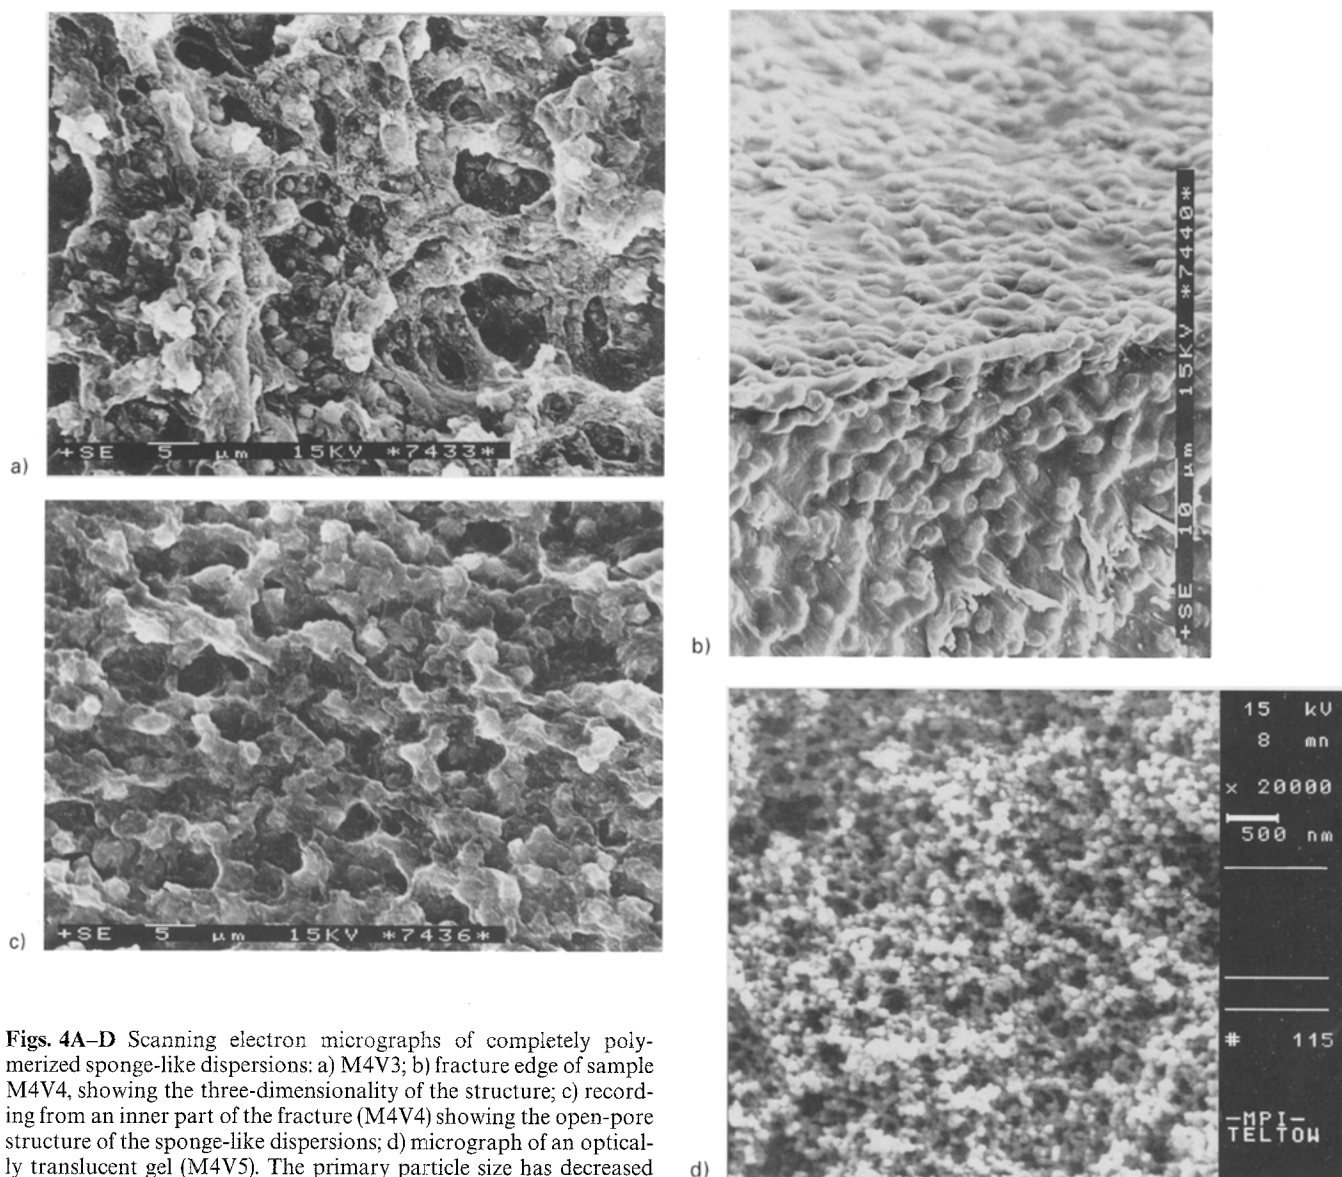 +SE 5 µm 15KV *7433*
a)
+SE 10 µm 15KV *7440*
b)
+SE 5 µm 15KV *7436*
c)
15 kV
8 mn
x 20000
500 nm
# 115
-MPI-
TELTOW
d)
Figs. 4A–D Scanning electron micrographs of completely poly-
merized sponge-like dispersions: a) M4V3; b) fracture edge of sample
M4V4, showing the three-dimensionality of the structure; c) record-
ing from an inner part of the fracture (M4V4) showing the open-pore
structure of the sponge-like dispersions; d) micrograph of an optical-
ly translucent gel (M4V5). The primary particle size has decreased